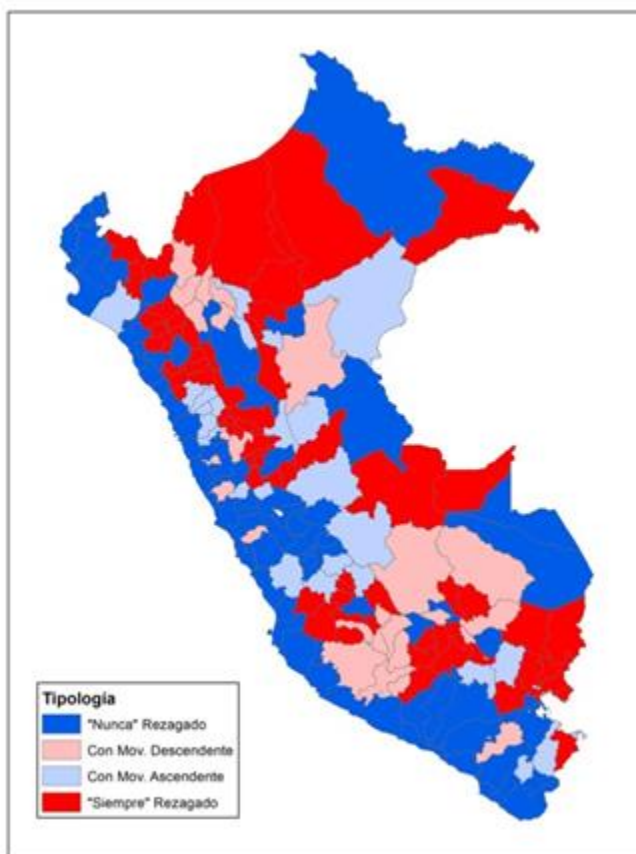 Tipología
"Nunca" Rezagado
Con Mov. Descendente
Con Mov. Ascendente
"Siempre" Rezagado